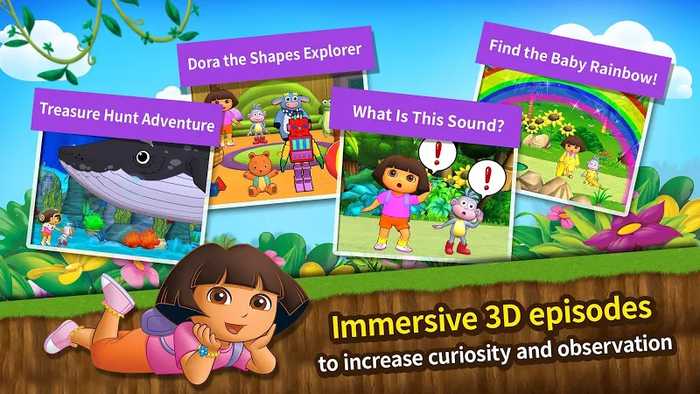 Dora the Shapes Explorer
Find the Baby Rainbow!
Treasure Hunt Adventure
What Is This Sound?
!
!
Immersive 3D episodes
to increase curiosity and observation